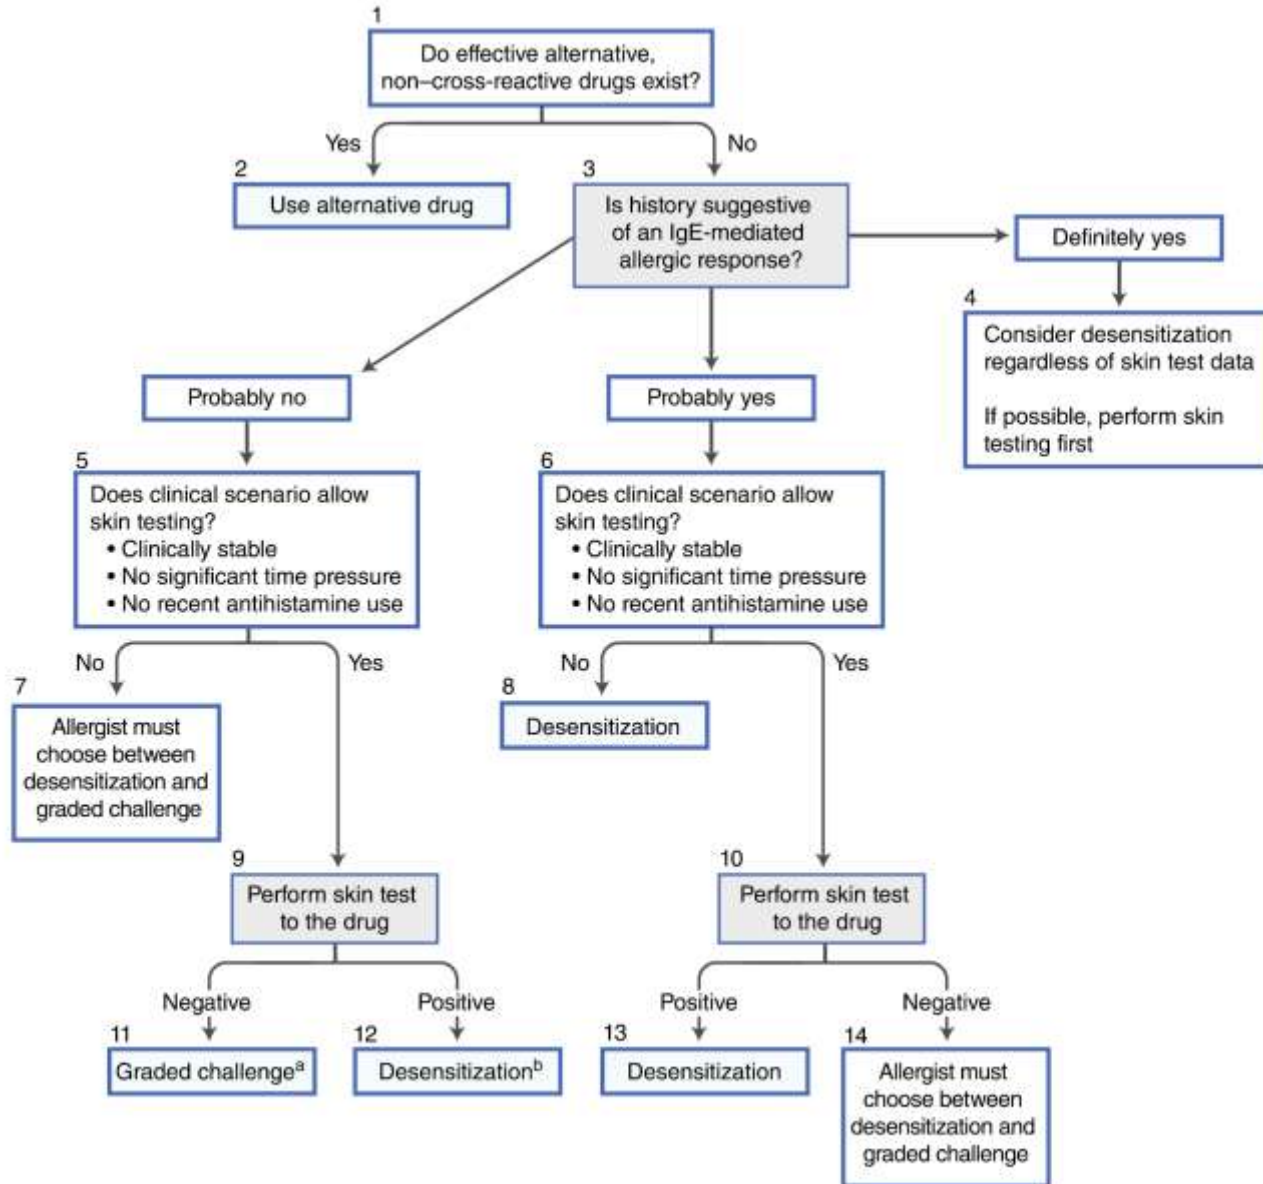 1
Do effective alternative,
non–cross-reactive drugs exist?
Yes
No
2
Use alternative drug
3
Is history suggestive
of an IgE-mediated
allergic response?
Definitely yes
4
Consider desensitization
regardless of skin test data
If possible, perform skin
testing first
Probably no
Probably yes
5
Does clinical scenario allow
skin testing?
• Clinically stable
• No significant time pressure
• No recent antihistamine use
6
Does clinical scenario allow
skin testing?
• Clinically stable
• No significant time pressure
• No recent antihistamine use
No
Yes
No
Yes
7
Allergist must
choose between
desensitization and
graded challenge
8
Desensitization
9
Perform skin test
to the drug
10
Perform skin test
to the drug
Negative
Positive
Positive
Negative
11
Graded challengeᵃ
12
Desensitizationᵇ
13
Desensitization
14
Allergist must
choose between
desensitization and
graded challenge